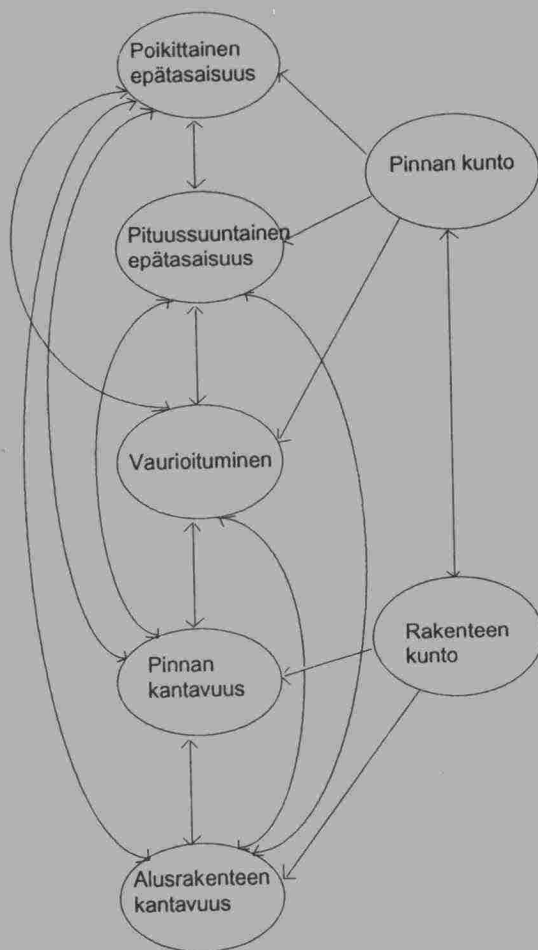 Poikittainen
epätasaisuus
Pinnan kunto
Pituussuuntainen
epätasaisuus
Vaurioituminen
Rakenteen
kunto
Pinnan
kantavuus
Alusrakenteen
kantavuus